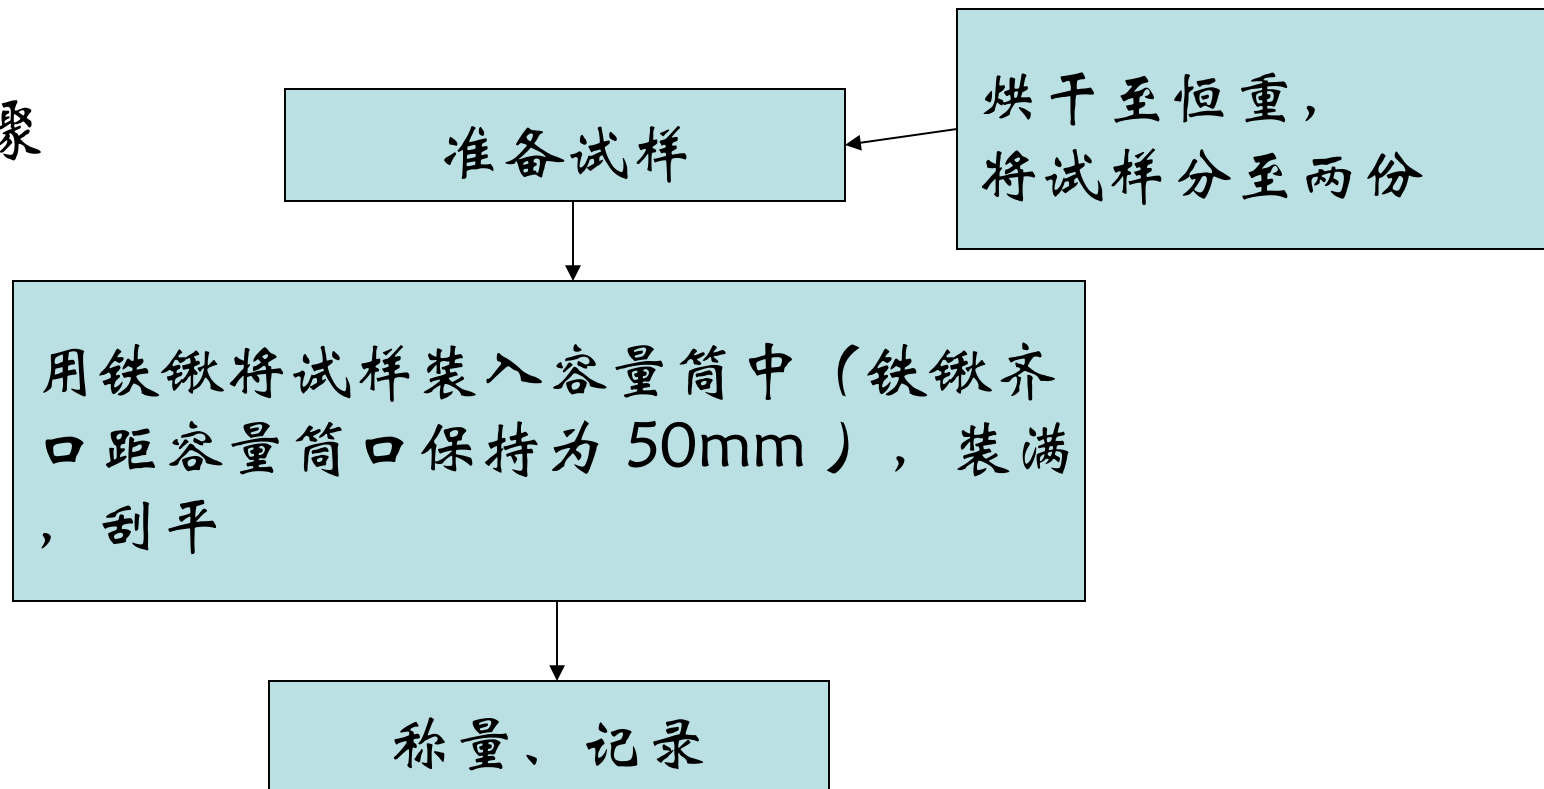 骤
准备试样
烘干至恒重，
将试样分至两份
用铁锹将试样装入容量筒中（铁锹齐
口距容量筒口保持为50mm），装满
，刮平
称量、记录